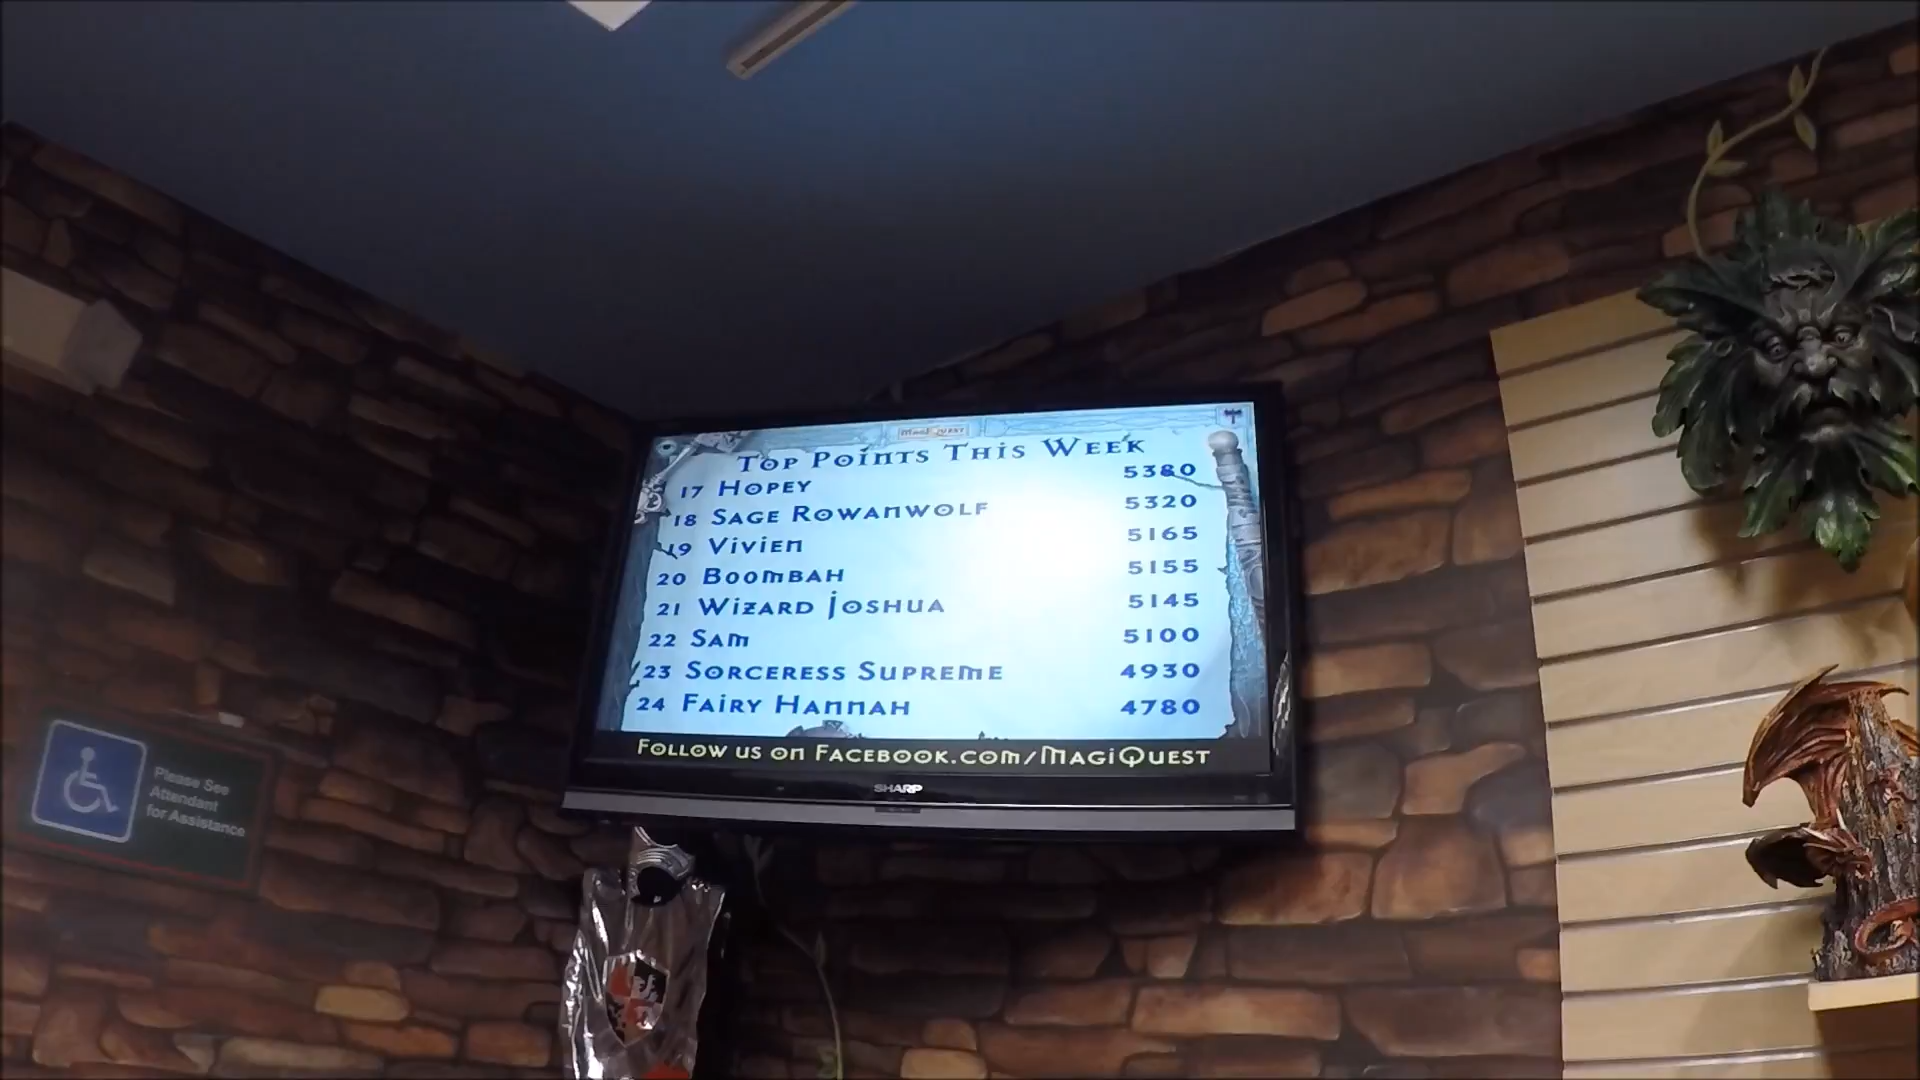 MagiQuest
Top Points This Week
17 Hopey 5380
18 Sage Rowanwolf 5320
19 Vivien 5165
20 Boombah 5155
21 Wizard Joshua 5145
22 Sam 5100
23 Sorceress Supreme 4930
24 Fairy Hannah 4780
Follow us on Facebook.com/MagiQuest
SHARP
Please See
Attendant
for Assistance